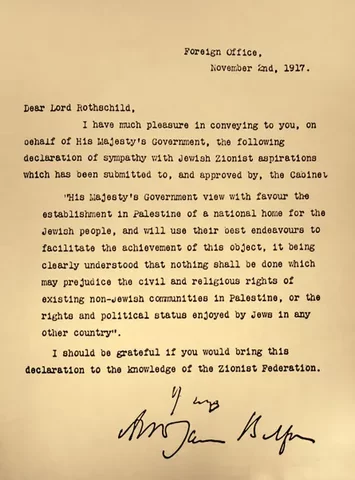 Foreign Office,
November 2nd, 1917.
Dear Lord Rothschild,
I have much pleasure in conveying to you, on
behalf of His Majesty's Government, the following
declaration of sympathy with Jewish Zionist aspirations
which has been submitted to, and approved by, the Cabinet
"His Majesty's Government view with favour the
establishment in Palestine of a national home for the
Jewish people, and will use their best endeavours to
facilitate the achievement of this object, it being
clearly understood that nothing shall be done which
may prejudice the civil and religious rights of
existing non-Jewish communities in Palestine, or the
rights and political status enjoyed by Jews in any
other country".
I should be grateful if you would bring this
declaration to the knowledge of the Zionist Federation.
Arthur James Balfour